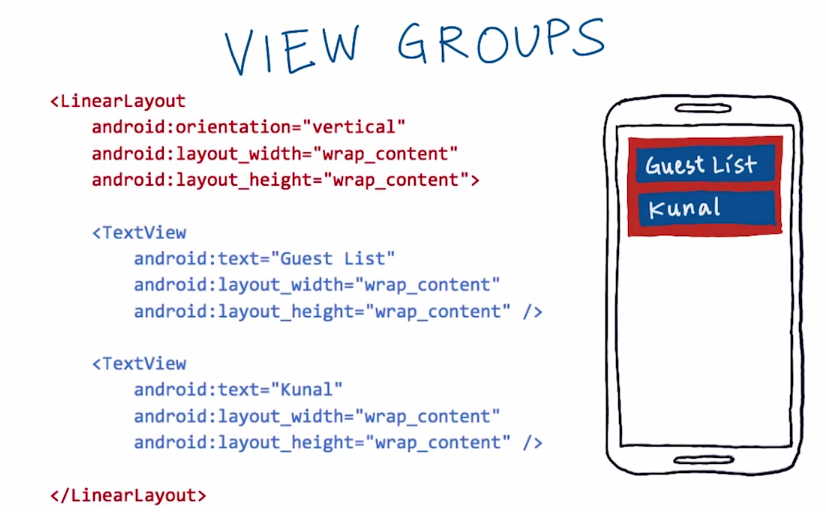 VIEW GROUPS
<LinearLayout
android:orientation="vertical"
android:layout_width="wrap_content"
android:layout_height="wrap_content">
<TextView
android:text="Guest List"
android:layout_width="wrap_content"
android:layout_height="wrap_content" />
<TextView
android:text="Kunal"
android:layout_width="wrap_content"
android:layout_height="wrap_content" />
</LinearLayout>
Guest List
Kunal